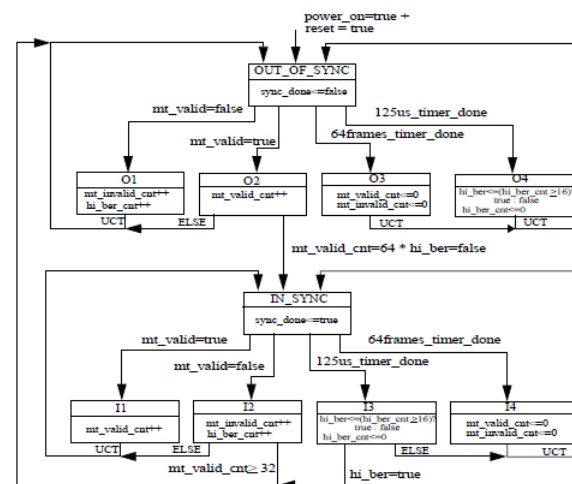 power_on=true +
reset = true
OUT_OF_SYNC
sync_done<=false
mt_valid=false
mt_valid=true
125us_timer_done
64frames_timer_done
O1
mt_invalid_cnt++
hi_ber_cnt++
UCT
O2
mt_valid_cnt++
ELSE
O3
mt_valid_cnt<=0
mt_invalid_cnt<=0
UCT
O4
hi_ber<=(hi_ber_cnt ≥16)?
true : false
hi_ber_cnt<=0
UCT
mt_valid_cnt=64 * hi_ber=false
IN_SYNC
sync_done<=true
mt_valid=true
mt_valid=false
125us_timer_done
64frames_timer_done
I1
mt_valid_cnt++
UCT
I2
mt_invalid_cnt++
hi_ber_cnt++
ELSE
I3
hi_ber<=(hi_ber_cnt ≥16)?
true : false
hi_ber_cnt<=0
ELSE
I4
mt_valid_cnt<=0
mt_invalid_cnt<=0
UCT
mt_valid_cnt≥ 32
hi_ber=true